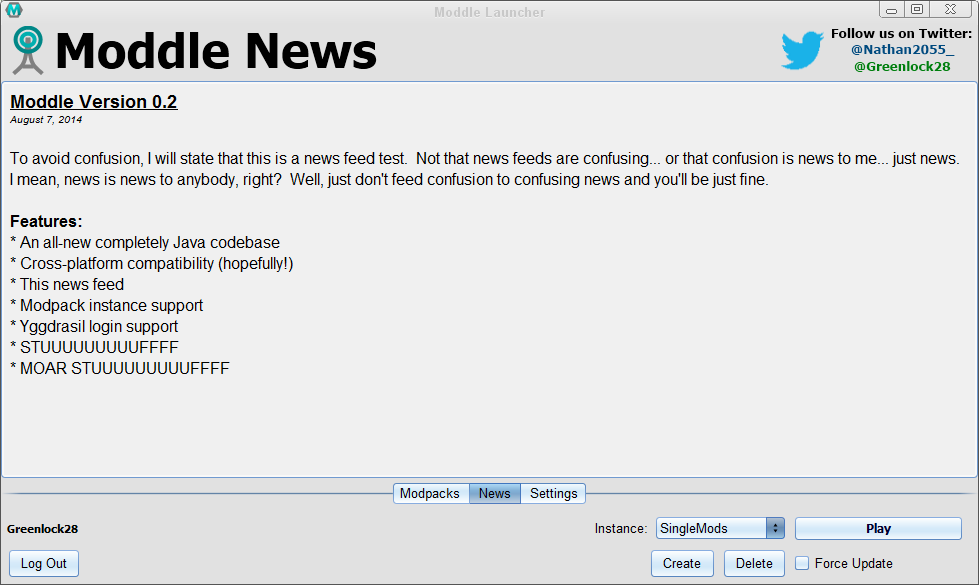 Moddle Launcher
Moddle News
Follow us on Twitter:
@Nathan2055_
@Greenlock28
Moddle Version 0.2
August 7, 2014
To avoid confusion, I will state that this is a news feed test.  Not that news feeds are confusing... or that confusion is news to me... just news.
I mean, news is news to anybody, right?  Well, just don't feed confusion to confusing news and you'll be just fine.
Features:
* An all-new completely Java codebase
* Cross-platform compatibility (hopefully!)
* This news feed
* Modpack instance support
* Yggdrasil login support
* STUUUUUUUUUFFFF
* MOAR STUUUUUUUUUFFFF
Modpacks News Settings
Greenlock28
Instance: SingleMods Play
Log Out Create Delete Force Update